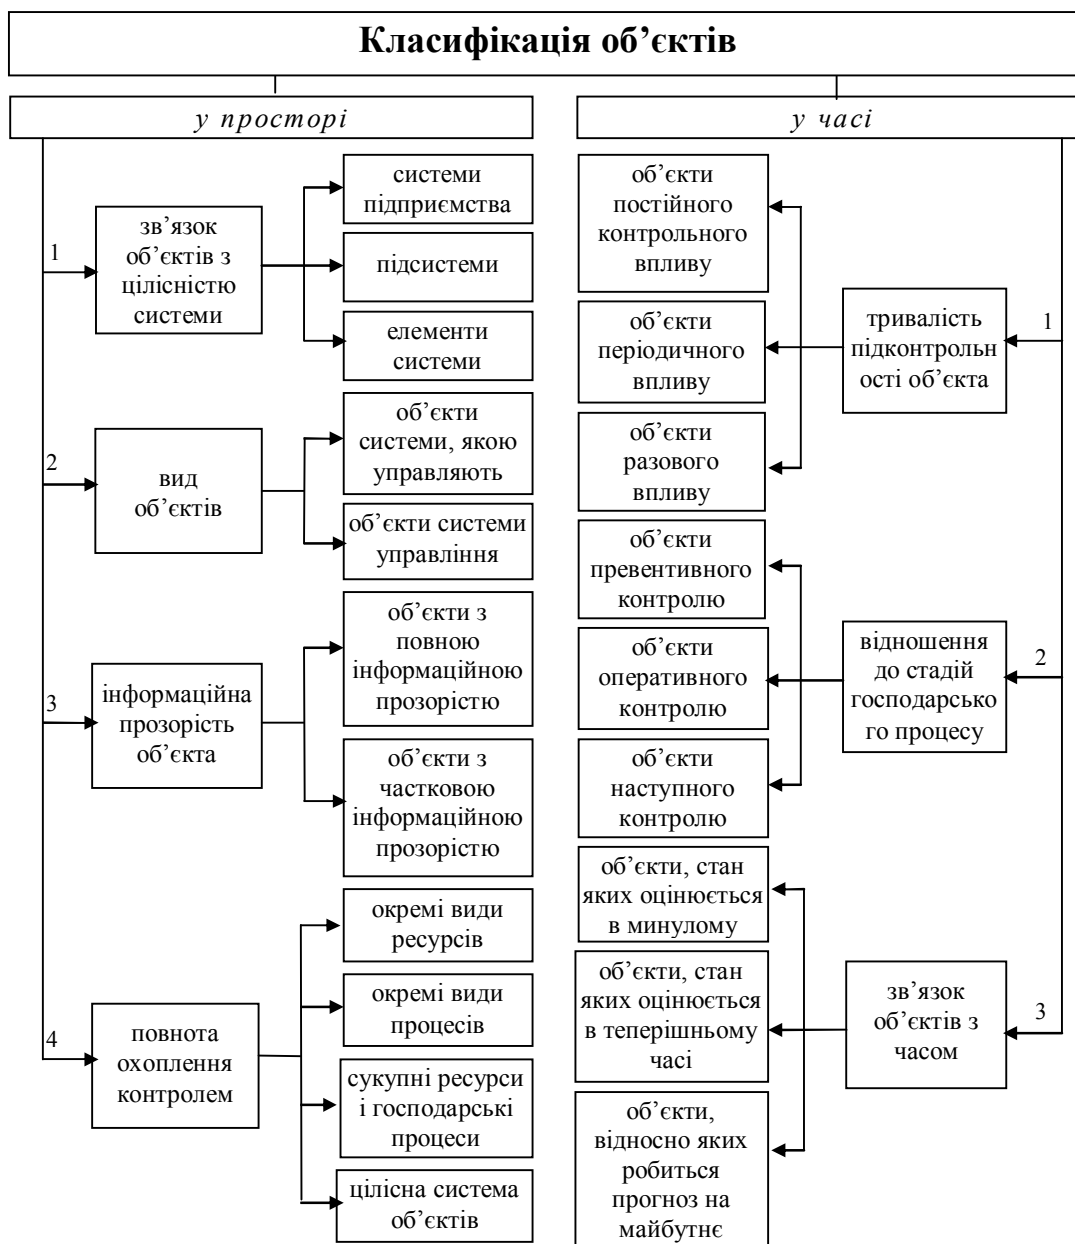 Класифікація об’єктів
у просторі
1
зв’язок
об’єктів з
цілісністю
системи
системи
підприємства
підсистеми
елементи
системи
2
вид
об’єктів
об’єкти
системи, якою
управляють
об’єкти системи
управління
3
інформаційна
прозорість
об’єкта
об’єкти з
повною
інформаційною
прозорістю
об’єкти з
частковою
інформаційною
прозорістю
4
повнота
охоплення
контролем
окремі види
ресурсів
окремі види
процесів
сукупні ресурси
і господарські
процеси
цілісна система
об’єктів
у часі
1
тривалість
підконтрольн
ості об’єкта
об’єкти
постійного
контрольного
впливу
об’єкти
періодичного
впливу
об’єкти
разового
впливу
2
відношення
до стадій
господарсько
го процесу
об’єкти
превентивного
контролю
об’єкти
оперативного
контролю
об’єкти
наступного
контролю
3
зв’язок
об’єктів з
часом
об’єкти, стан
яких оцінюється
в минулому
об’єкти, стан
яких оцінюється
в теперішньому
часі
об’єкти,
відносно яких
робиться
прогноз на
майбутнє